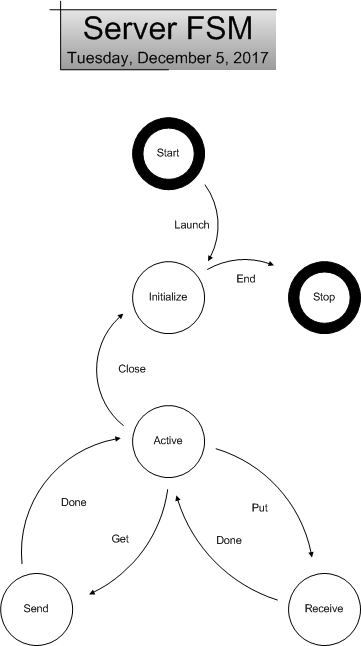 Server FSM
Tuesday, December 5, 2017
Start
Launch
Initialize
End
Stop
Close
Active
Done
Put
Get
Done
Send
Receive